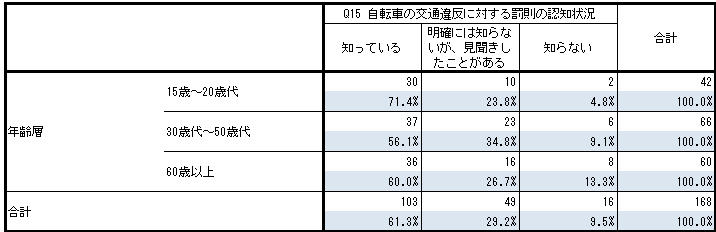 Q15 自転車の交通違反に対する罰則の認知状況
知っている 明確には知らないが、見聞きしたことがある 知らない 合計
年齢層
15歳～20歳代 30 10 2 42
71.4% 23.8% 4.8% 100.0%
30歳代～50歳代 37 23 6 66
56.1% 34.8% 9.1% 100.0%
60歳以上 36 16 8 60
60.0% 26.7% 13.3% 100.0%
合計 103 49 16 168
61.3% 29.2% 9.5% 100.0%